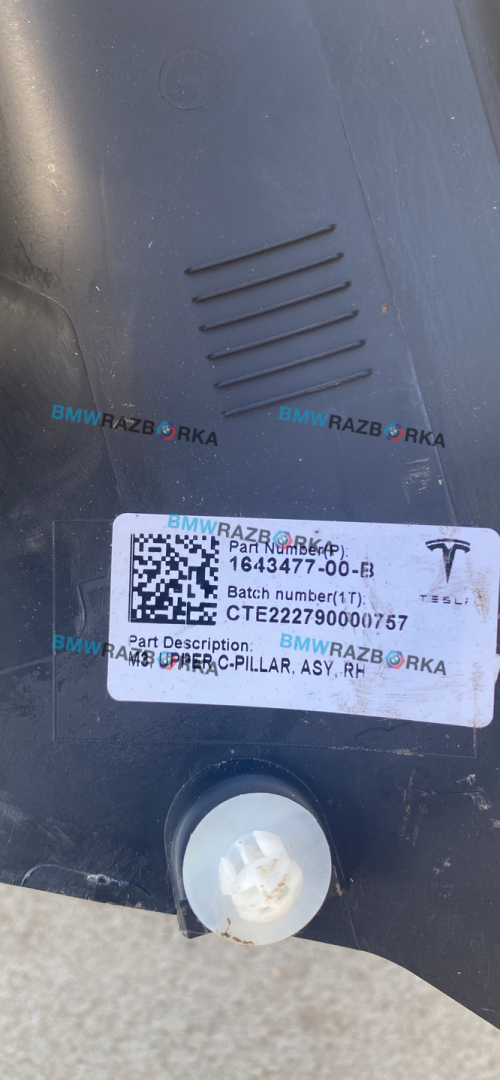 BMWRAZBORKA BMWRAZBORKA
BMWRAZBORKA
Part Number(P):
1643477-00-B
Batch number(1T):
CTE222790000757
TESLA
Part Description:
M3, UPPER C-PILLAR, ASY, RH
BMWRAZBORKA BMWRAZBORKA